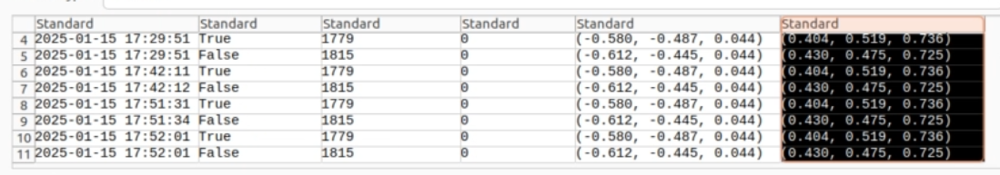 Standard Standard Standard Standard Standard Standard
4 2025-01-15 17:29:51 True 1779 0 (-0.580, -0.487, 0.044) (0.404, 0.519, 0.736)
5 2025-01-15 17:29:51 False 1815 0 (-0.612, -0.445, 0.044) (0.430, 0.475, 0.725)
6 2025-01-15 17:42:11 True 1779 0 (-0.580, -0.487, 0.044) (0.404, 0.519, 0.736)
7 2025-01-15 17:42:12 False 1815 0 (-0.612, -0.445, 0.044) (0.430, 0.475, 0.725)
8 2025-01-15 17:51:31 True 1779 0 (-0.580, -0.487, 0.044) (0.404, 0.519, 0.736)
9 2025-01-15 17:51:34 False 1815 0 (-0.612, -0.445, 0.044) (0.430, 0.475, 0.725)
10 2025-01-15 17:52:01 True 1779 0 (-0.580, -0.487, 0.044) (0.404, 0.519, 0.736)
11 2025-01-15 17:52:01 False 1815 0 (-0.612, -0.445, 0.044) (0.430, 0.475, 0.725)